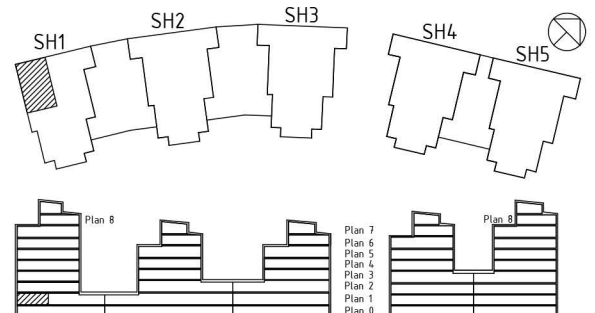 SH1
SH2
SH3
SH4
SH5
Plan 8
Plan 7
Plan 6
Plan 5
Plan 4
Plan 3
Plan 2
Plan 1
Plan 0
Plan 8